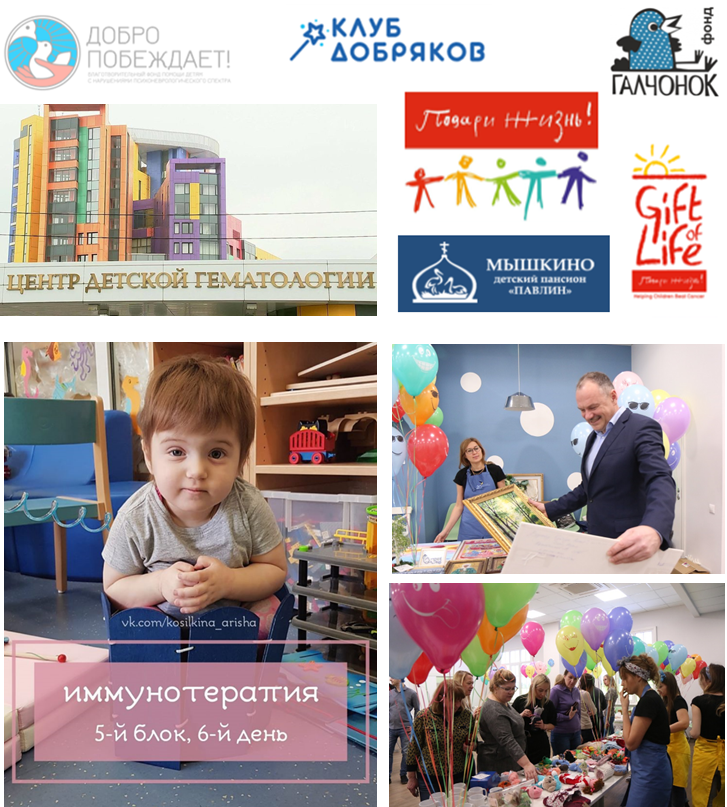 ДОБРО
ПОБЕЖДАЕТ!
БЛАГОТВОРИТЕЛЬНЫЙ ФОНД ПОМОЩИ ДЕТЯМ
С НАРУШЕНИЯМИ ПСИХОНЕВРОЛОГИЧЕСКОГО СПЕКТРА
КЛУБ
ДОБРЯКОВ
фонд
ГАЛЧОНОК
Подари жизнь!
Gift
of
Life
Подари жизнь!
Helping Children Beat Cancer
ЦЕНТР ДЕТСКОЙ ГЕМАТОЛОГИИ
МЫШКИНО
детский пансион
«ПАВЛИН»
vk.com/kosilkina_arisha
иммунотерапия
5-й блок, 6-й день